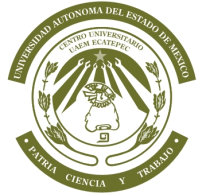 UNIVERSIDAD AUTONOMA DEL ESTADO DE MEXICO
CENTRO UNIVERSITARIO
UAEM ECATEPEC
• PATRIA CIENCIA Y TRABAJO •